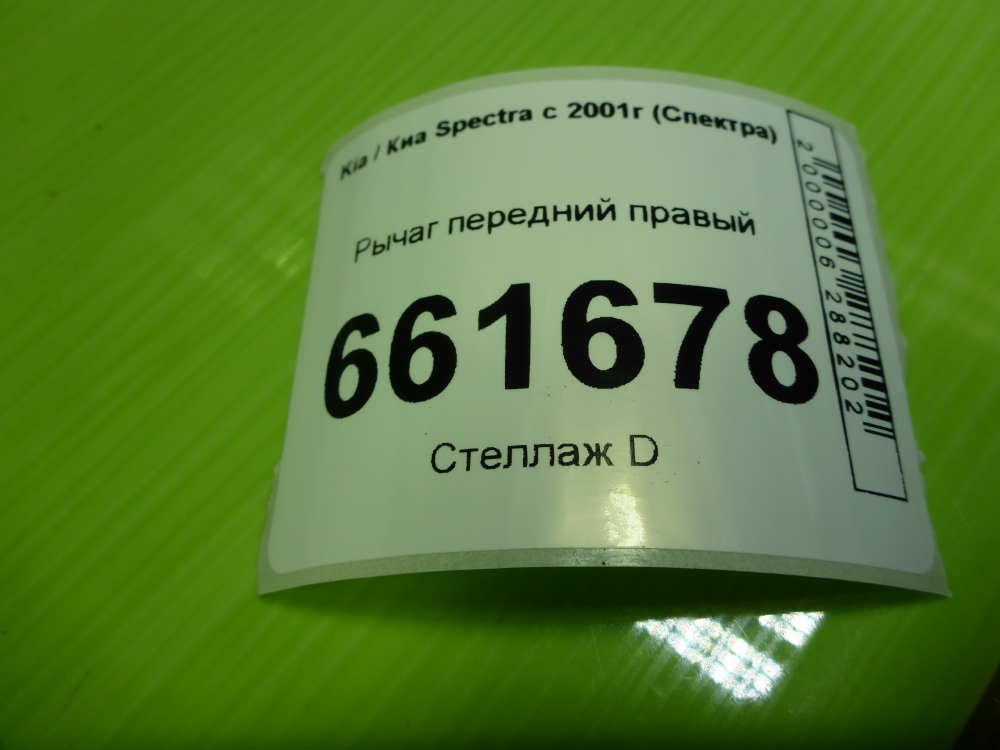 Kia / Киа Spectra с 2001г (Спектра)
Рычаг передний правый
661678
Стеллаж D
2000006288202